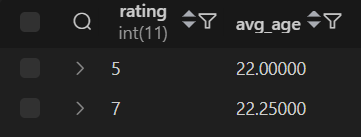 rating
int(11)
avg_age
5 22.00000
7 22.25000